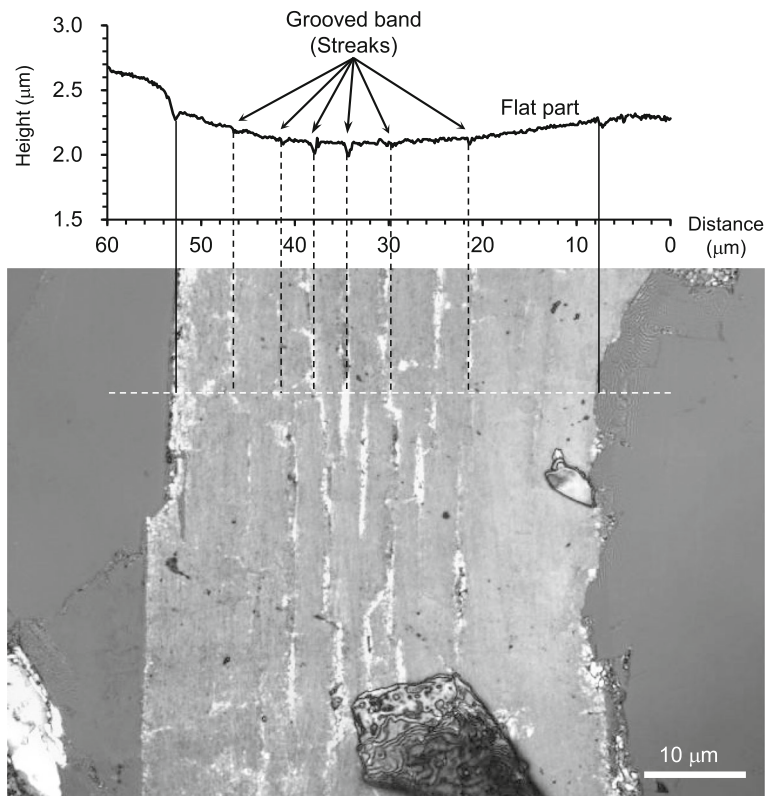 3.0
Grooved band
(Streaks)
Height (μm)
2.5
Flat part
2.0
1.5
Distance
(μm)
60
50
40
30
20
10
0
10 μm